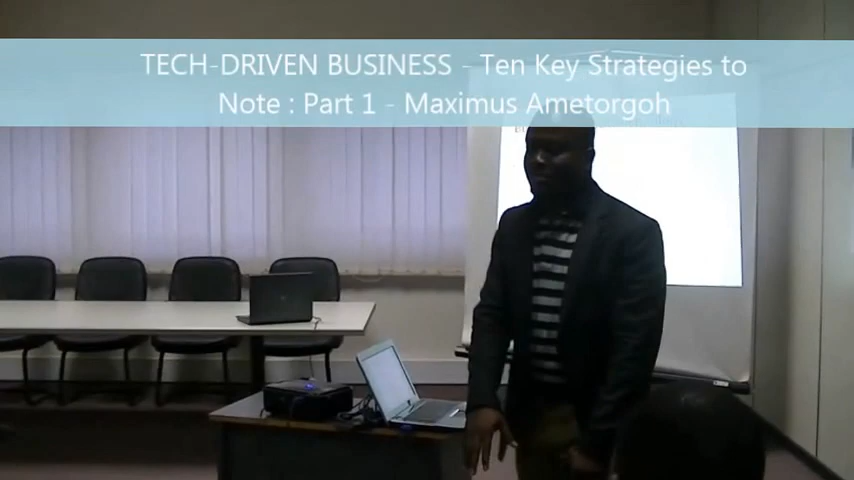 TECH-DRIVEN BUSINESS - Ten Key Strategies to
Note : Part 1 - Maximus Ametorgoh